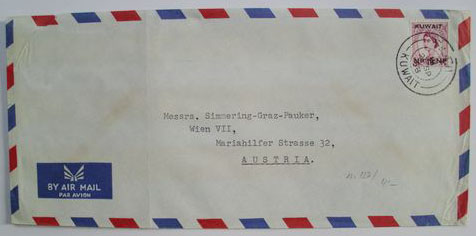 KUWAIT
KUWAIT
Messrs. Simmering-Graz-Pauker,
Wien VII,
Mariahilfer Strasse 32,
AUSTRIA.
BY AIR MAIL
PAR AVION